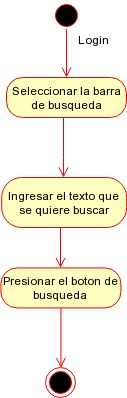 Login
Seleccionar la barra
de busqueda
Ingresar el texto que
se quiere buscar
Presionar el boton de
busqueda